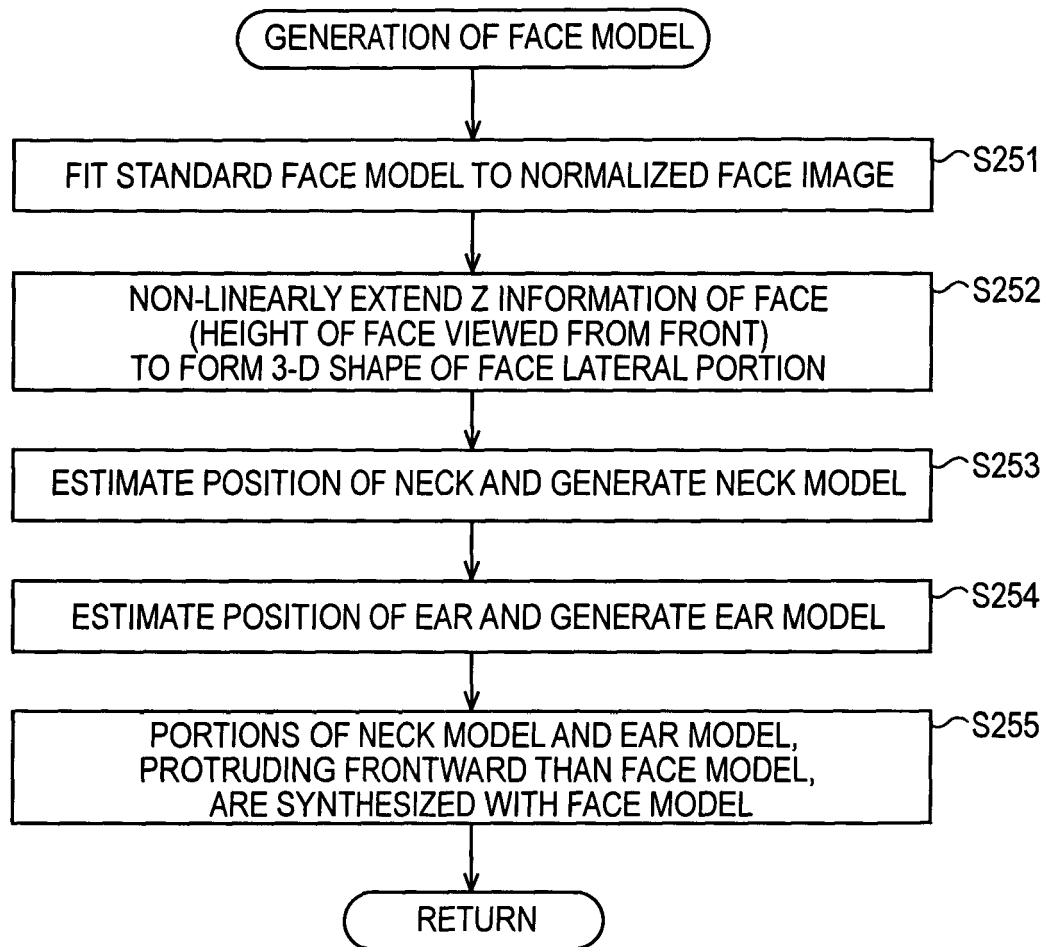 GENERATION OF FACE MODEL
FIT STANDARD FACE MODEL TO NORMALIZED FACE IMAGE
S251
NON-LINEARLY EXTEND Z INFORMATION OF FACE
(HEIGHT OF FACE VIEWED FROM FRONT)
TO FORM 3-D SHAPE OF FACE LATERAL PORTION
S252
ESTIMATE POSITION OF NECK AND GENERATE NECK MODEL
S253
ESTIMATE POSITION OF EAR AND GENERATE EAR MODEL
S254
PORTIONS OF NECK MODEL AND EAR MODEL,
PROTRUDING FRONTWARD THAN FACE MODEL,
ARE SYNTHESIZED WITH FACE MODEL
S255
RETURN